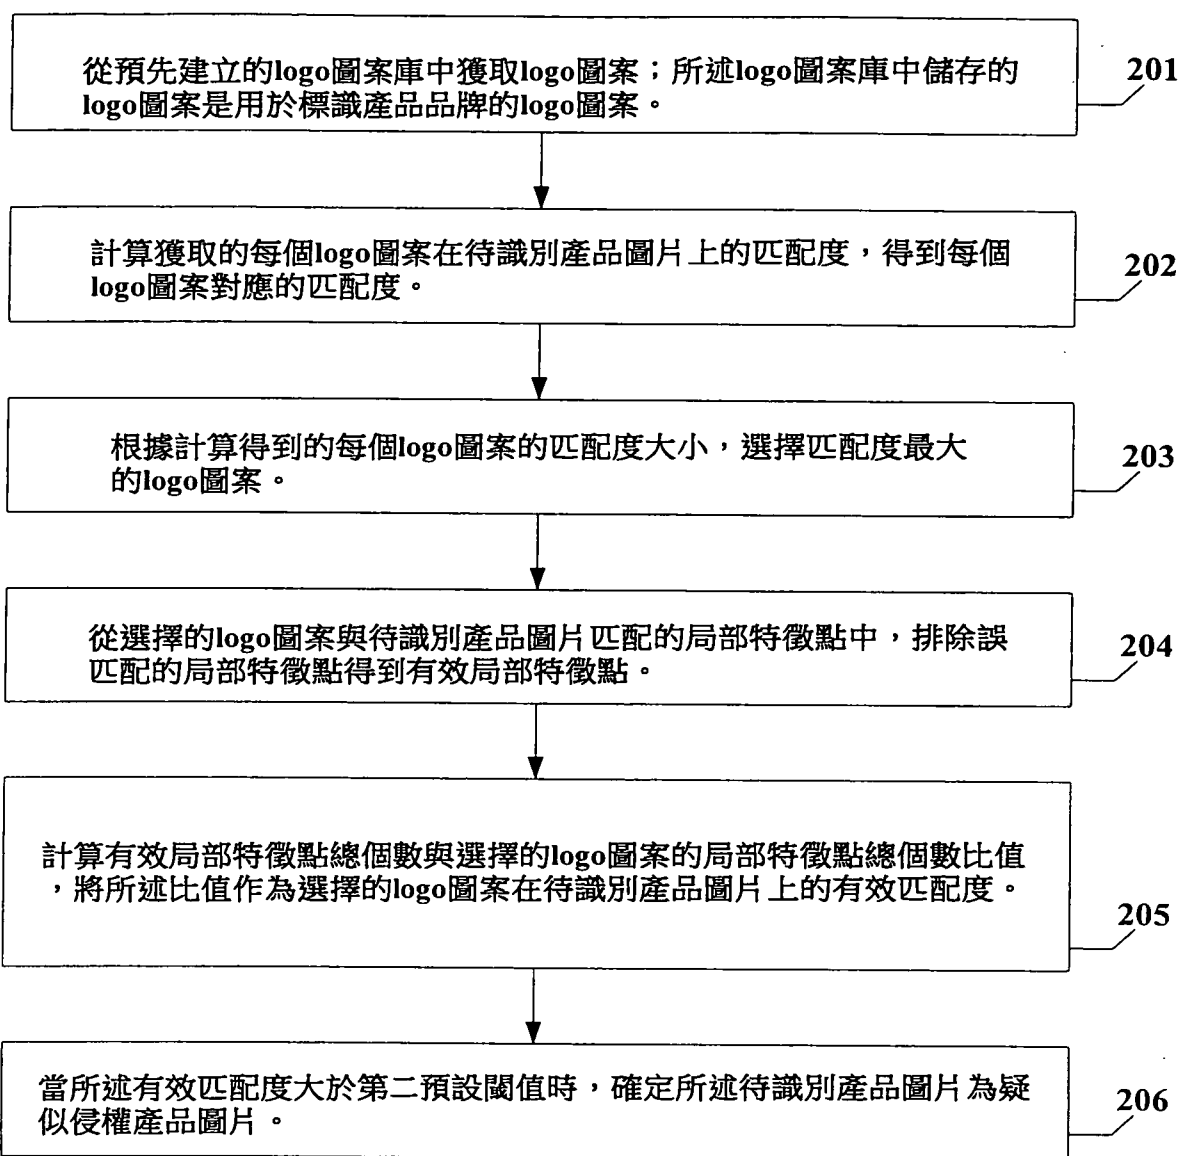 從預先建立的logo圖案庫中獲取logo圖案；所述logo圖案庫中儲存的
logo圖案是用於標識產品品牌的logo圖案。
201
計算獲取的每個logo圖案在待識別產品圖片上的匹配度，得到每個
logo圖案對應的匹配度。
202
根據計算得到的每個logo圖案的匹配度大小，選擇匹配度最大
的logo圖案。
203
從選擇的logo圖案與待識別產品圖片匹配的局部特徵點中，排除誤
匹配的局部特徵點得到有效局部特徵點。
204
計算有效局部特徵點總個數與選擇的logo圖案的局部特徵點總個數比值
，將所述比值作為選擇的logo圖案在待識別產品圖片上的有效匹配度。
205
當所述有效匹配度大於第二預設閾值時，確定所述待識別產品圖片為疑
似侵權產品圖片。
206